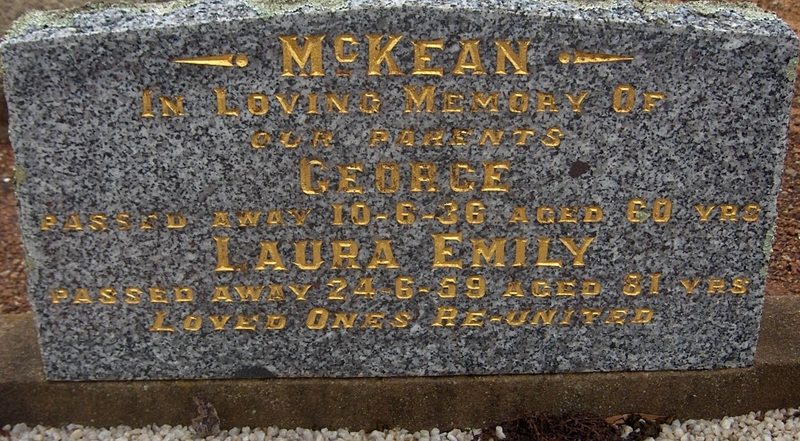 McKEAN
IN LOVING MEMORY OF
OUR PARENTS
GEORGE
PASSED AWAY 10-6-36 AGED 60 YRS
LAURA EMILY
PASSED AWAY 24-6-59 AGED 81 YRS
LOVED ONES RE-UNITED